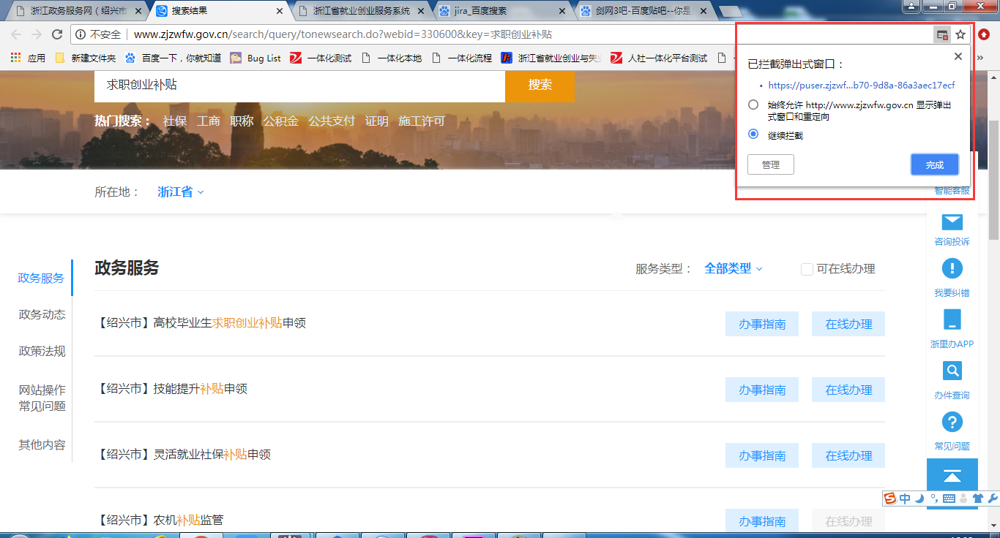 浙江政务服务网（绍兴市
搜索结果
浙江省就业创业服务系统
jira_百度搜索
剑网3吧-百度贴吧--你是
不安全
www.zjzwfw.gov.cn/search/query/tonewsearch.do?webid=330600&key=求职创业补贴
应用
新建文件夹
百度一下，你就知道
Bug List
一体化测试
一体化本地
一体化流程
浙江省就业创业与失业
人社一体化平台测试
»
求职创业补贴
搜索
热门搜索：
社保
工商
职称
公积金
公共支付
证明
施工许可
已拦截弹出式窗口：
• https://puser.zjzwf...b70-9d8a-86a3aec17ecf
始终允许 http://www.zjzwfw.gov.cn 显示弹出
式窗口和重定向
继续拦截
管理
完成
所在地：
浙江省
智能客服
咨询投诉
我要纠错
浙里办APP
办件查询
常见问题
政务服务
政务动态
政策法规
网站操作
常见问题
其他内容
政务服务
服务类型：
全部类型
可在线办理
【绍兴市】高校毕业生求职创业补贴申领
办事指南
在线办理
【绍兴市】技能提升补贴申领
办事指南
在线办理
【绍兴市】灵活就业社保补贴申领
办事指南
在线办理
【绍兴市】农机补贴监管
办事指南
在线办理
中